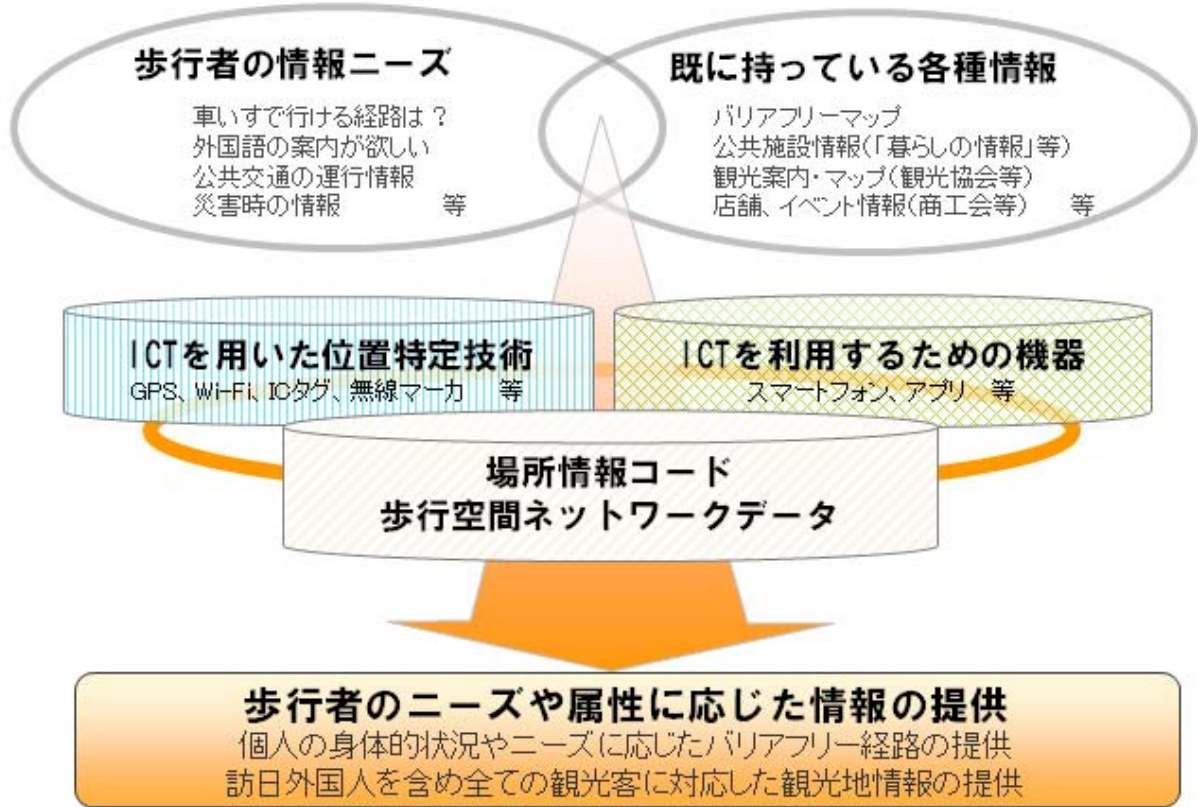 歩行者の情報ニーズ
車いすで行ける経路は？
外国語の案内が欲しい
公共交通の運行情報
災害時の情報　　　等
既に持っている各種情報
バリアフリーマップ
公共施設情報(「暮らしの情報」等)
観光案内・マップ(観光協会等)
店舗、イベント情報(商工会等)　　等
ICTを用いた位置特定技術
GPS、Wi-Fi、ICタグ、無線マーカ　等
ICTを利用するための機器
スマートフォン、アプリ　等
場所情報コード
歩行空間ネットワークデータ
歩行者のニーズや属性に応じた情報の提供
個人の身体的状況やニーズに応じたバリアフリー経路の提供
訪日外国人を含め全ての観光客に対応した観光地情報の提供